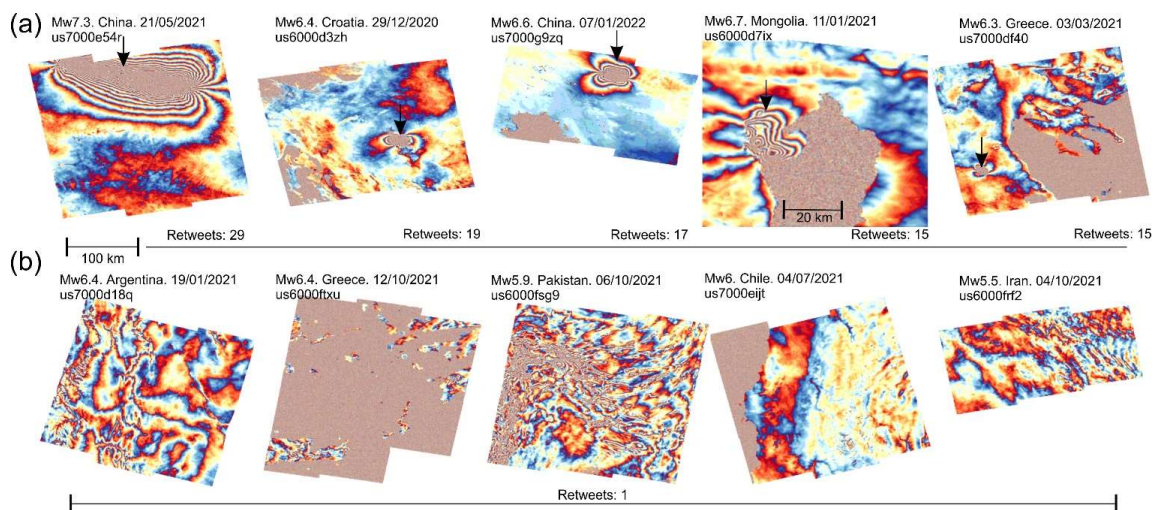 (a)
Mw7.3. China. 21/05/2021
us7000e54r
Mw6.4. Croatia. 29/12/2020
us6000d3zh
Mw6.6. China. 07/01/2022
us7000g9zq
Mw6.7. Mongolia. 11/01/2021
us6000d7ix
Mw6.3. Greece. 03/03/2021
us7000df40
20 km
Retweets: 29
Retweets: 19
Retweets: 17
Retweets: 15
Retweets: 15
100 km
(b)
Mw6.4. Argentina. 19/01/2021
us7000d18q
Mw6.4. Greece. 12/10/2021
us6000ftxu
Mw5.9. Pakistan. 06/10/2021
us6000fsg9
Mw6. Chile. 04/07/2021
us7000eijt
Mw5.5. Iran. 04/10/2021
us6000frf2
Retweets: 1